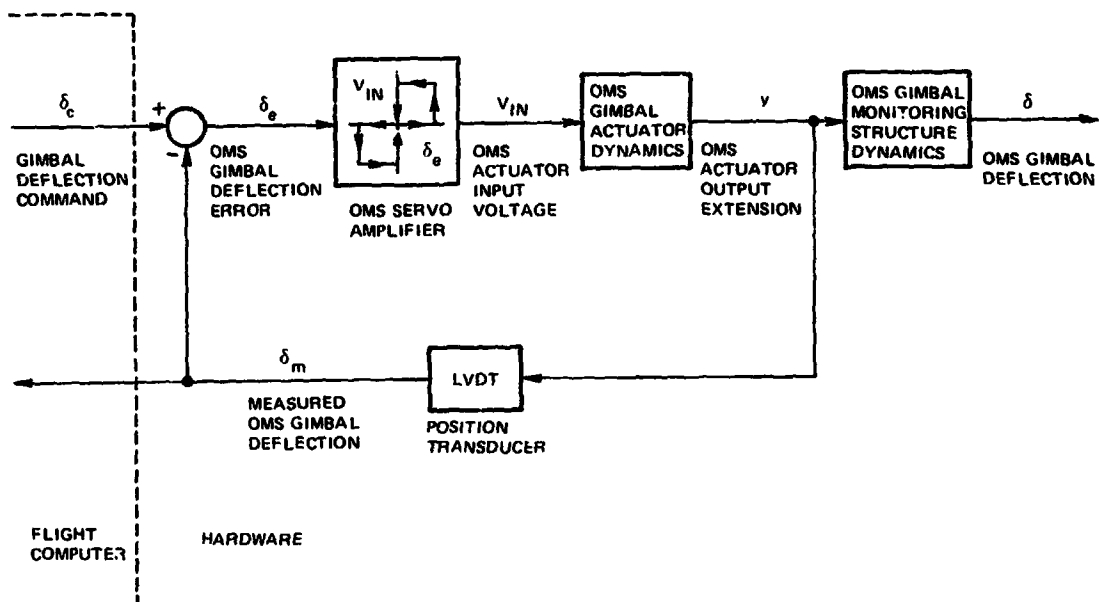 δc
GIMBAL
DEFLECTION
COMMAND
+
-
δe
OMS
GIMBAL
DEFLECTION
ERROR
VIN
δe
OMS SERVO
AMPLIFIER
VIN
OMS
ACTUATOR
INPUT
VOLTAGE
OMS
GIMBAL
ACTUATOR
DYNAMICS
y
OMS
ACTUATOR
OUTPUT
EXTENSION
OMS GIMBAL
MONITORING
STRUCTURE
DYNAMICS
δ
OMS GIMBAL
DEFLECTION
δm
MEASURED
OMS GIMBAL
DEFLECTION
LVDT
POSITION
TRANSDUCER
FLIGHT
COMPUTER
HARDWARE